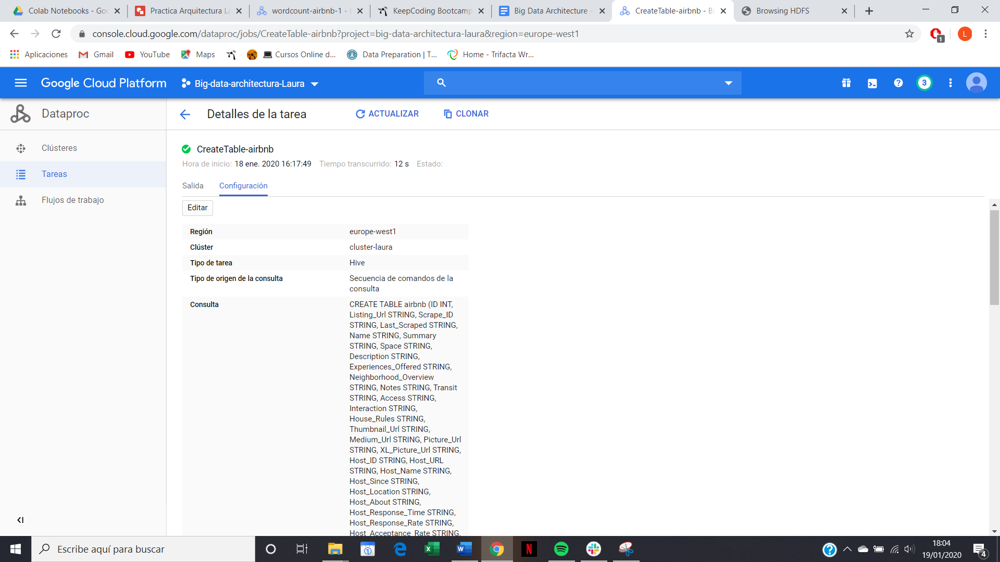 Colab Notebooks - Goo
Practica Arquitectura La
wordcount-airbnb-1 - B
KeepCoding Bootcamp
Big Data Architecture -
CreateTable-airbnb - Bi
Browsing HDFS
console.cloud.google.com/dataproc/jobs/CreateTable-airbnb?project=big-data-architectura-laura&region=europe-west1
1
L
Aplicaciones
Gmail
YouTube
Maps
Cursos Online d...
Data Preparation | T...
Home - Trifacta Wr...
Google Cloud Platform
Big-data-architectura-Laura
3
Dataproc
Detalles de la tarea
ACTUALIZAR
CLONAR
Clústeres
Tareas
Flujos de trabajo
CreateTable-airbnb
Hora de inicio: 18 ene. 2020 16:17:49 Tiempo transcurrido: 12 s Estado:
Salida
Configuración
Editar
Región europe-west1
Clúster cluster-laura
Tipo de tarea Hive
Tipo de origen de la consulta Secuencia de comandos de la
consulta
Consulta CREATE TABLE airbnb (ID INT,
Listing_Url STRING, Scrape_ID
STRING, Last_Scraped STRING,
Name STRING, Summary
STRING, Space STRING,
Description STRING,
Experiences_Offered STRING,
Neighborhood_Overview
STRING, Notes STRING, Transit
STRING, Access STRING,
Interaction STRING,
House_Rules STRING,
Thumbnail_Url STRING,
Medium_Url STRING, Picture_Url
STRING, XL_Picture_Url STRING,
Host_ID STRING, Host_URL
STRING, Host_Name STRING,
Host_Since STRING,
Host_Location STRING,
Host_About STRING,
Host_Response_Time STRING,
Host_Response_Rate STRING,
Host_Acceptance_Rate STRING,
Escribe aquí para buscar
18:04
19/01/2020
4